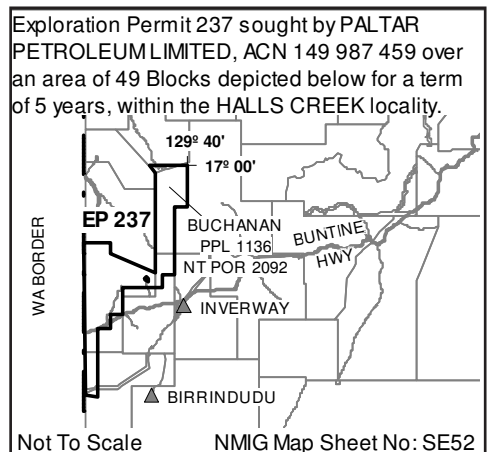 Exploration Permit 237 sought by PALTAR
PETROLEUM LIMITED, ACN 149 987 459 over
an area of 49 Blocks depicted below for a term
of 5 years, within the HALLS CREEK locality.
129º 40'
17º 00'
EP 237
BUCHANAN
PPL 1136
NT POR 2092
BUNTINE
HWY
WA BORDER
INVERWAY
BIRRINDUDU
Not To Scale
NMIG Map Sheet No: SE52